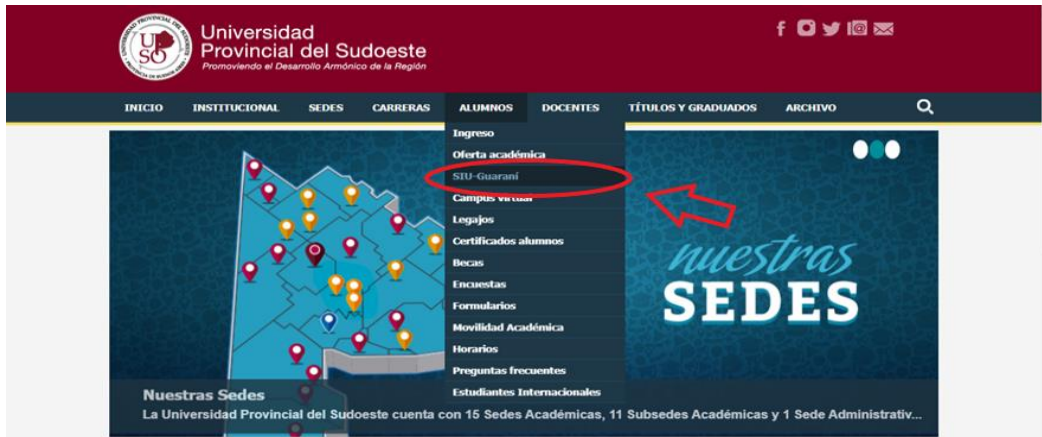 Universidad
Provincial del Sudoeste
Promoviendo el Desarrollo Armónico de la Región
UPSO
INICIO INSTITUCIONAL SEDES CARRERAS ALUMNOS DOCENTES TÍTULOS Y GRADUADOS ARCHIVO
Ingreso
Oferta académica
SIU-Guaraní
Campus virtual
Legajos
Certificados alumnos
Becas
Encuestas
Formularios
Movilidad Académica
Horarios
Preguntas frecuentes
Estudiantes Internacionales
nuestras
SEDES
Nuestras Sedes
La Universidad Provincial del Sudoeste cuenta con 15 Sedes Académicas, 11 Subsedes Académicas y 1 Sede Administrativ...